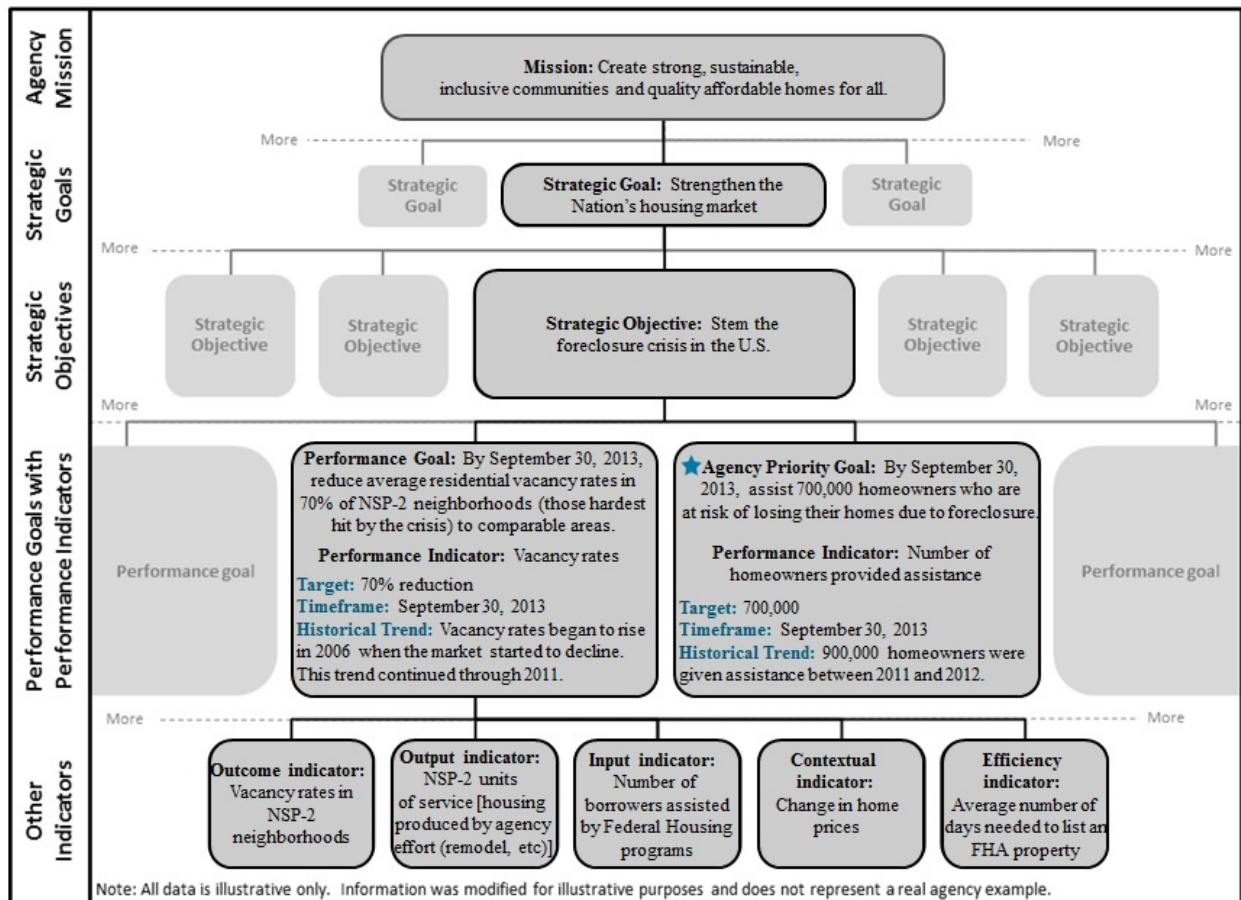 Agency
Mission
Mission: Create strong, sustainable,
inclusive communities and quality affordable homes for all.
More
More
Strategic
Goals
Strategic
Goal
Strategic Goal: Strengthen the
Nation's housing market
Strategic
Goal
More
More
Strategic
Objectives
Strategic
Objective
Strategic
Objective
Strategic Objective: Stem the
foreclosure crisis in the U.S.
Strategic
Objective
Strategic
Objective
More
More
Performance Goals with
Performance Indicators
Performance goal
Performance Goal: By September 30, 2013,
reduce average residential vacancy rates in
70% of NSP-2 neighborhoods (those hardest
hit by the crisis) to comparable areas.
Performance Indicator: Vacancy rates
Target: 70% reduction
Timeframe: September 30, 2013
Historical Trend: Vacancy rates began to rise
in 2006 when the market started to decline.
This trend continued through 2011.
Agency Priority Goal: By September 30,
2013, assist 700,000 homeowners who are
at risk of losing their homes due to foreclosure.
Performance Indicator: Number of
homeowners provided assistance
Target: 700,000
Timeframe: September 30, 2013
Historical Trend: 900,000 homeowners were
given assistance between 2011 and 2012.
Performance goal
More
More
Other
Indicators
Outcome indicator:
Vacancy rates in
NSP-2
neighborhoods
Output indicator:
NSP-2 units
of service [housing
produced by agency
effort (remodel, etc)]
Input indicator:
Number of
borrowers assisted
by Federal Housing
programs
Contextual
indicator:
Change in home
prices
Efficiency
indicator:
Average number of
days needed to list an
FHA property
Note: All data is illustrative only. Information was modified for illustrative purposes and does not represent a real agency example.